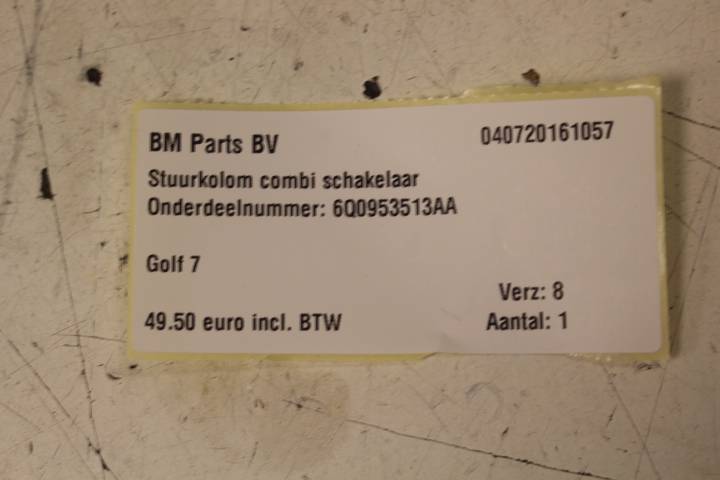 BM Parts BV 040720161057
Stuurkolom combi schakelaar
Onderdeelnummer: 6Q0953513AA
Golf 7
Verz: 8
49.50 euro incl. BTW Aantal: 1